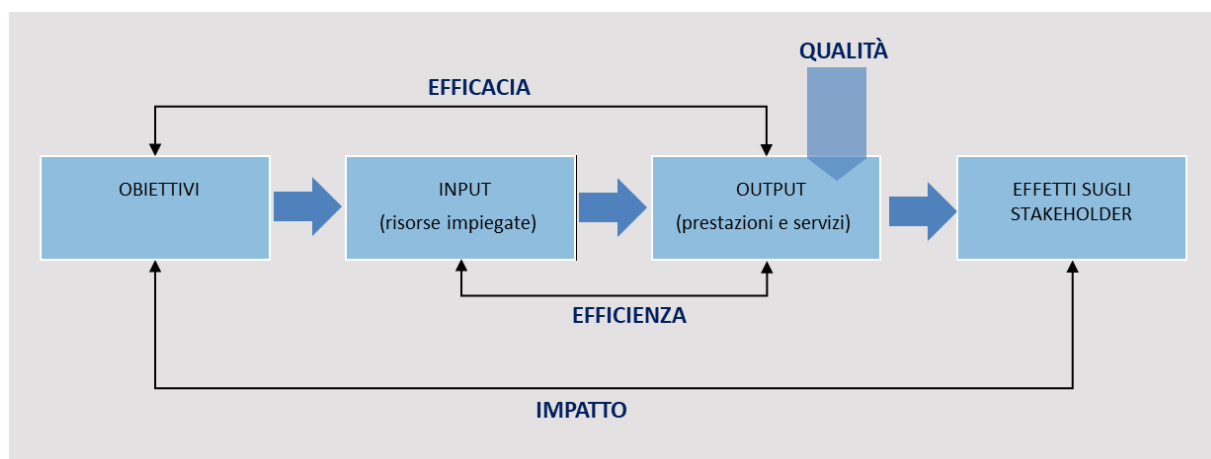 QUALITÀ
EFFICACIA
OBIETTIVI
INPUT
(risorse impiegate)
OUTPUT
(prestazioni e servizi)
EFFETTI SUGLI
STAKEHOLDER
EFFICIENZA
IMPATTO